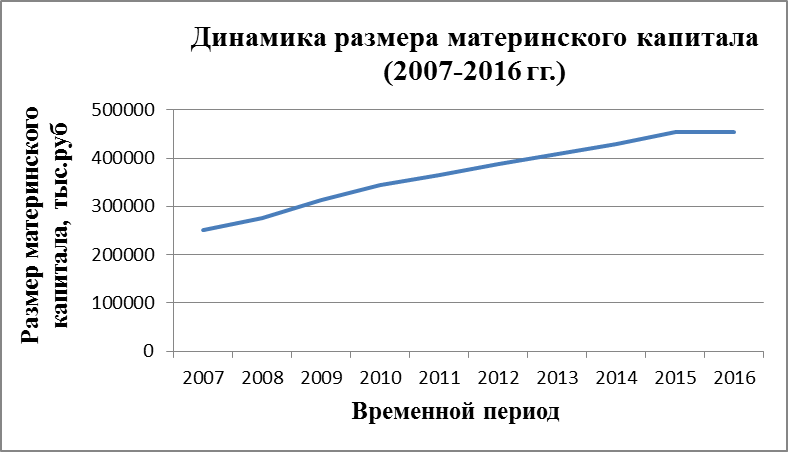 Динамика размера материнского капитала
(2007-2016 гг.)
Размер материнского
капитала, тыс.руб
500000
400000
300000
200000
100000
0
2007 2008 2009 2010 2011 2012 2013 2014 2015 2016
Временной период